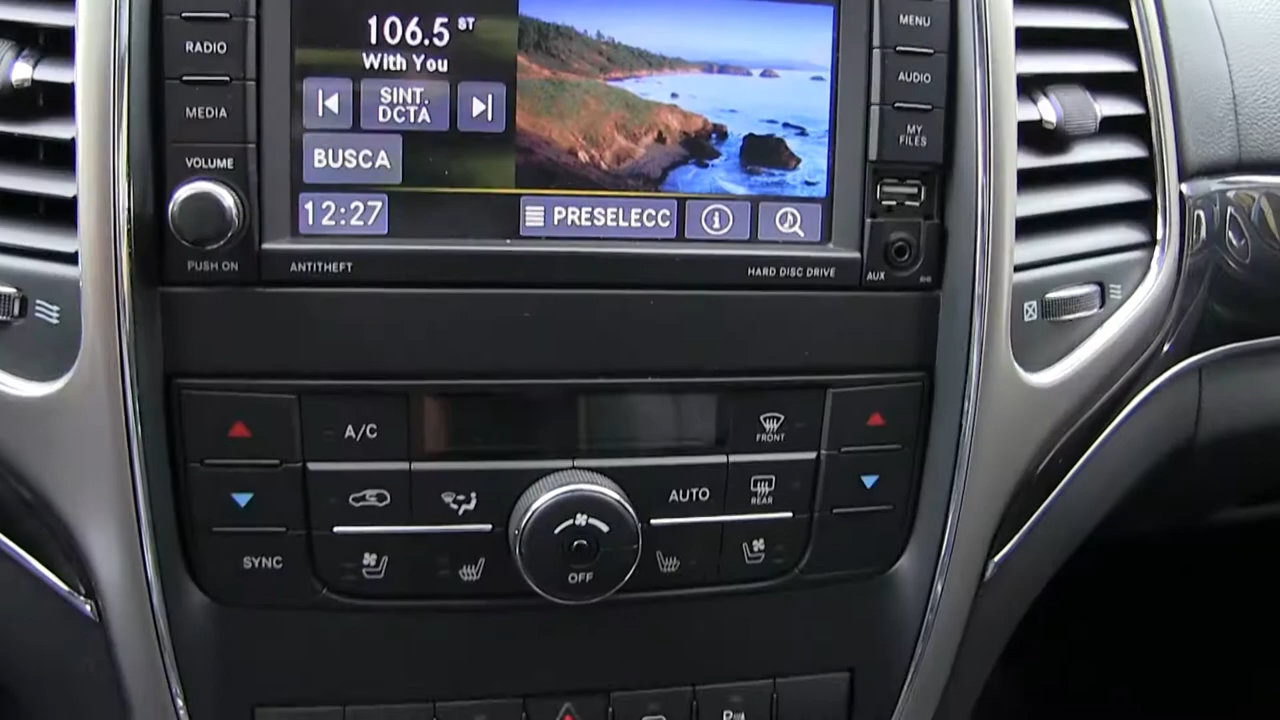 106.5 ST
With You
SINT.
DCTA
BUSCA
12:27
PRESELECC
RADIO
MEDIA
VOLUME
PUSH ON
ANTITHEFT
HARD DISC DRIVE
MENU
AUDIO
MY
FILES
AUX
A/C
FRONT
AUTO
REAR
SYNC
OFF
P